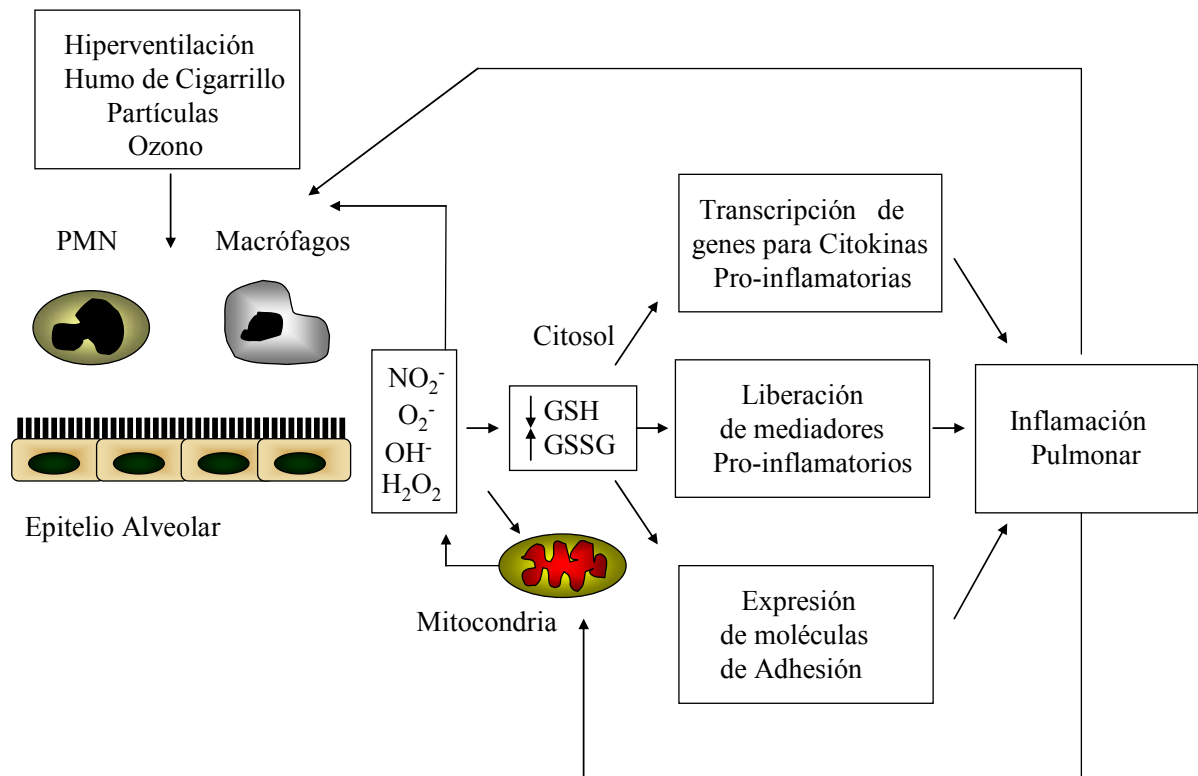 Hiperventilación
Humo de Cigarrillo
Partículas
Ozono
PMN
Macrófagos
Epitelio Alveolar
NO₂⁻
O₂⁻
OH⁻
H₂O₂
Mitocondria
Citosol
↓ GSH
↑ GSSG
Transcripción de
genes para Citokinas
Pro-inflamatorias
Liberación
de mediadores
Pro-inflamatorios
Expresión
de moléculas
de Adhesión
Inflamación
Pulmonar